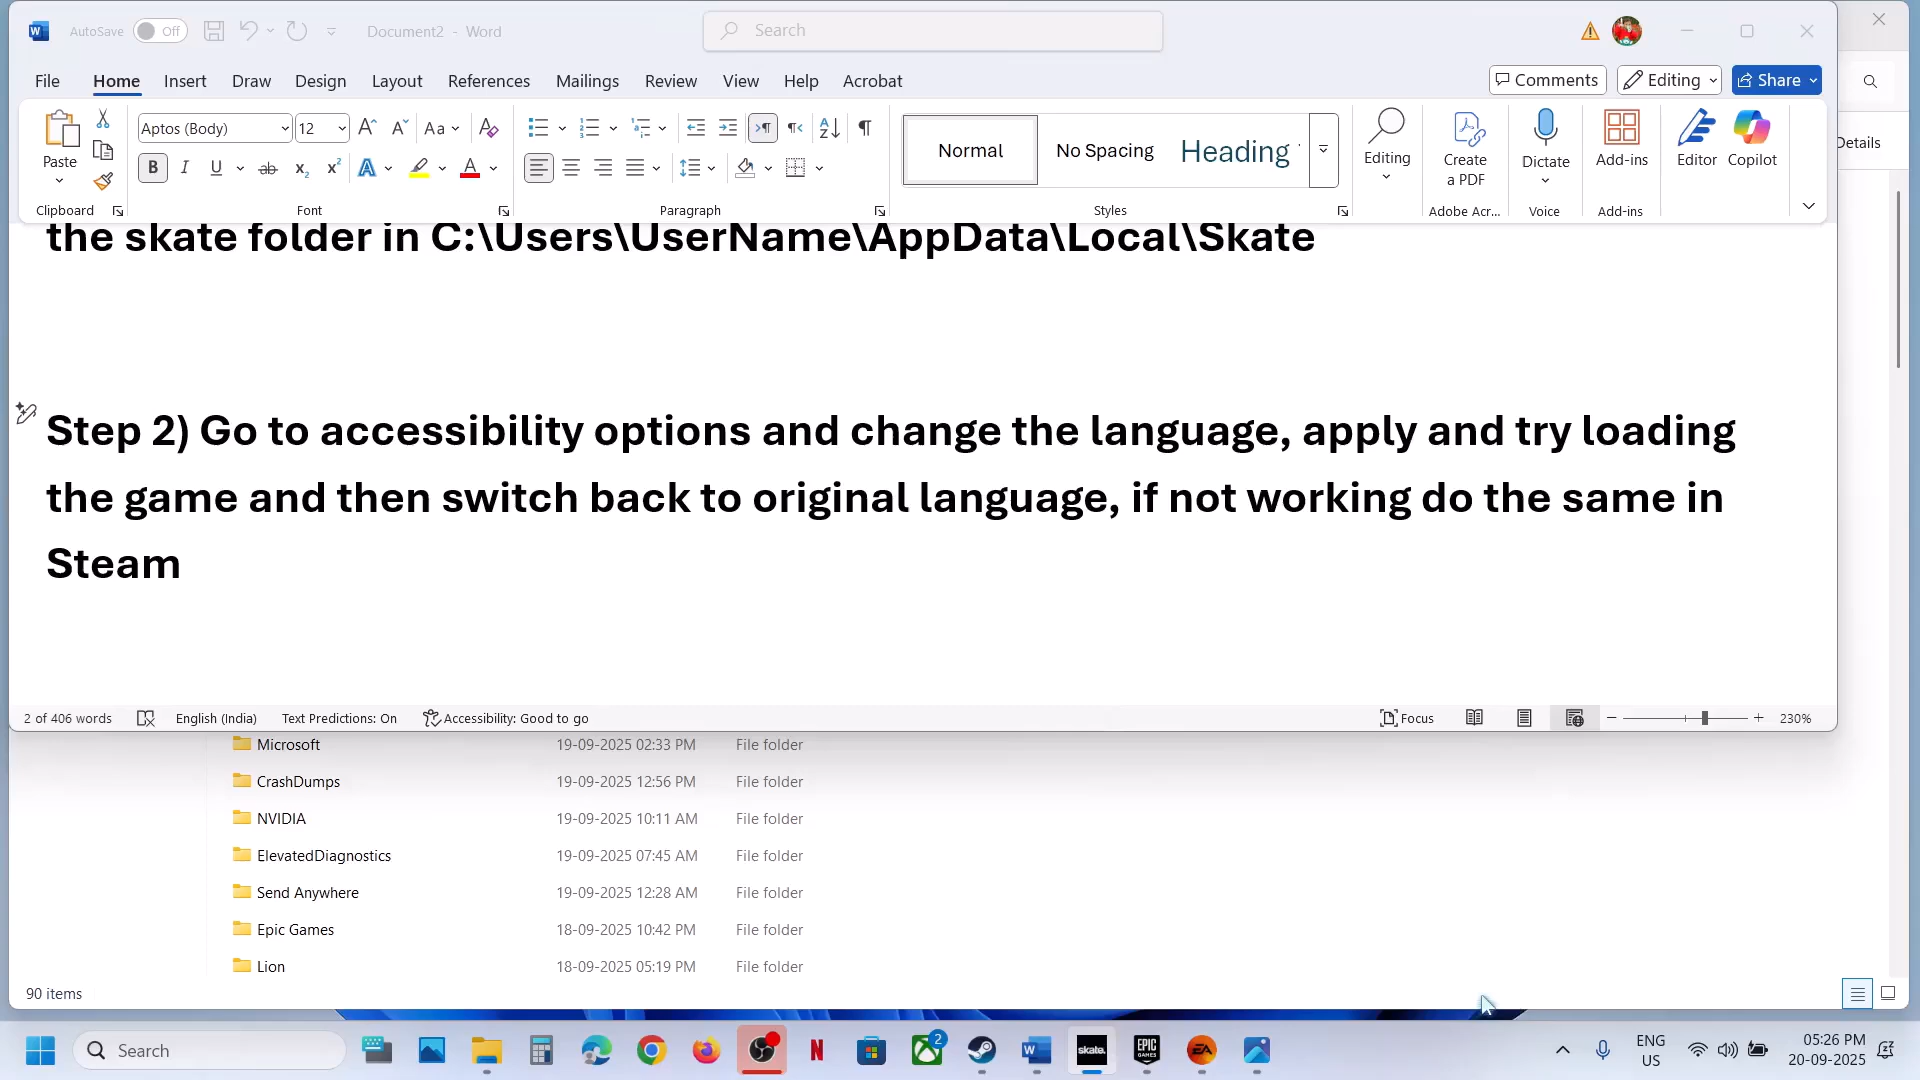 AutoSave Off Document2 - Word Search
File Home Insert Draw Design Layout References Mailings Review View Help Acrobat Comments Editing Share
Paste Aptos (Body) 12 Normal No Spacing Heading Editing Create a PDF Dictate Add-ins Editor Copilot
Clipboard Font Paragraph Styles Adobe Acr... Voice Add-ins
Details
the skate folder in C:\Users\UserName\AppData\Local\Skate
Step 2) Go to accessibility options and change the language, apply and try loading
the game and then switch back to original language, if not working do the same in
Steam
2 of 406 words English (India) Text Predictions: On Accessibility: Good to go Focus 230%
Microsoft 19-09-2025 02:33 PM File folder
CrashDumps 19-09-2025 12:56 PM File folder
NVIDIA 19-09-2025 10:11 AM File folder
ElevatedDiagnostics 19-09-2025 07:45 AM File folder
Send Anywhere 19-09-2025 12:28 AM File folder
Epic Games 18-09-2025 10:42 PM File folder
Lion 18-09-2025 05:19 PM File folder
90 items
Search 2 skate. EPIC GAMES EA ENG 05:26 PM
US 20-09-2025